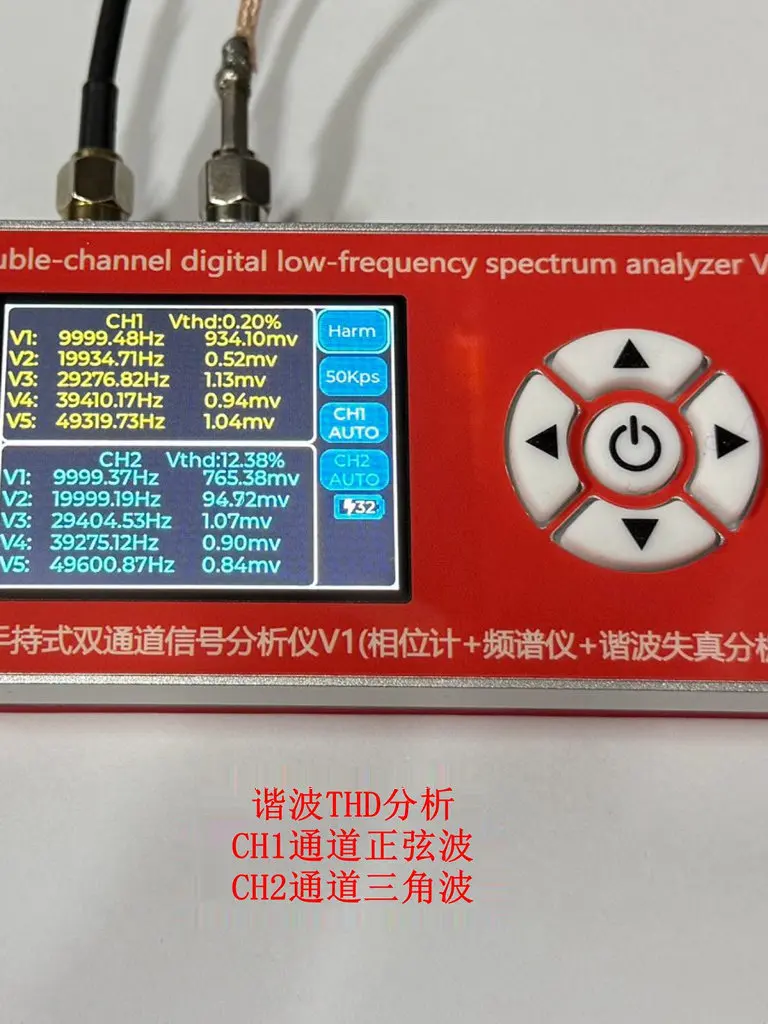 uble-channel digital low-frequency spectrum analyzer V
CH1 Vthd:0.20%
V1: 9999.48Hz 934.10mv
V2: 19934.71Hz 0.52mv
V3: 29276.82Hz 1.13mv
V4: 39410.17Hz 0.94mv
V5: 49319.73Hz 1.04mv
Harm
50Kps
CH1
AUTO
CH2 Vthd:12.38%
V1: 9999.37Hz 765.38mv
V2: 19999.19Hz 94.72mv
V3: 29404.53Hz 1.07mv
V4: 39275.12Hz 0.90mv
V5: 49600.87Hz 0.84mv
CH2
AUTO
32
手持式双通道信号分析仪V1(相位计+频谱仪+谐波失真分析
谐波THD分析
CH1通道正弦波
CH2通道三角波